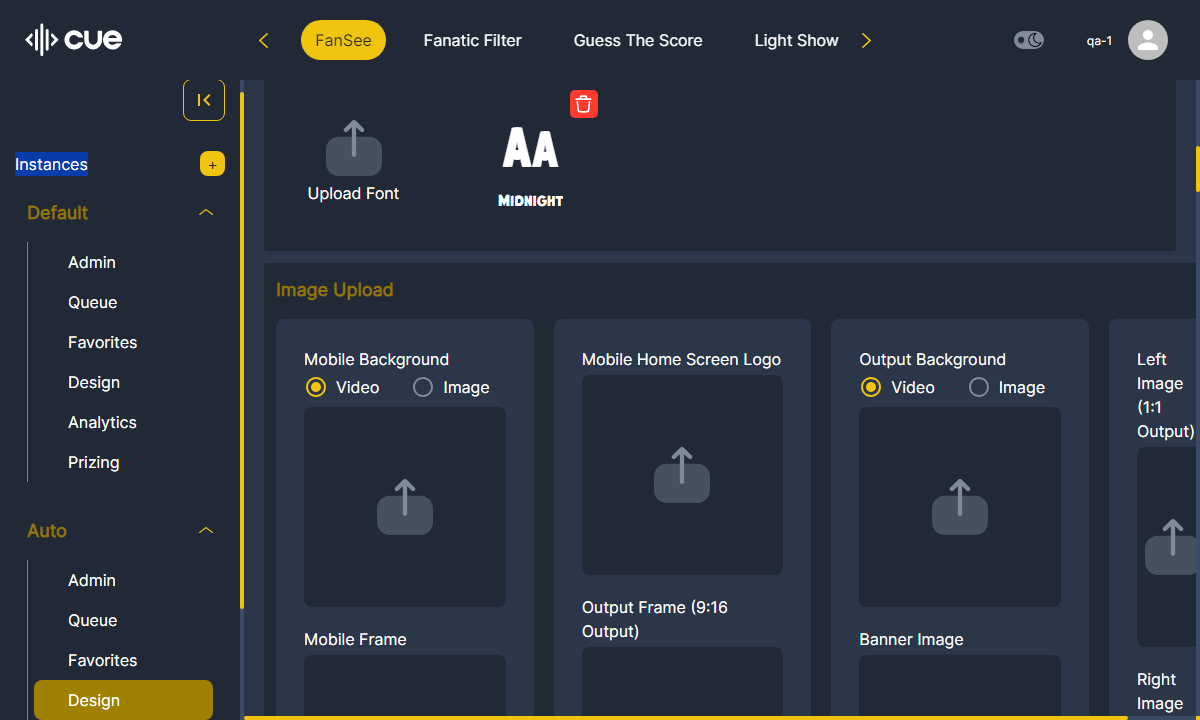 cue
FanSee
Fanatic Filter
Guess The Score
Light Show
qa-1
Instances
+
Default
Admin
Queue
Favorites
Design
Analytics
Prizing
Auto
Admin
Queue
Favorites
Design
Upload Font
AA
MIDNIGHT
Image Upload
Mobile Background
Video
Image
Mobile Frame
Mobile Home Screen Logo
Output Frame (9:16
Output)
Output Background
Video
Image
Banner Image
Left
Image
(1:1
Output)
Right
Image